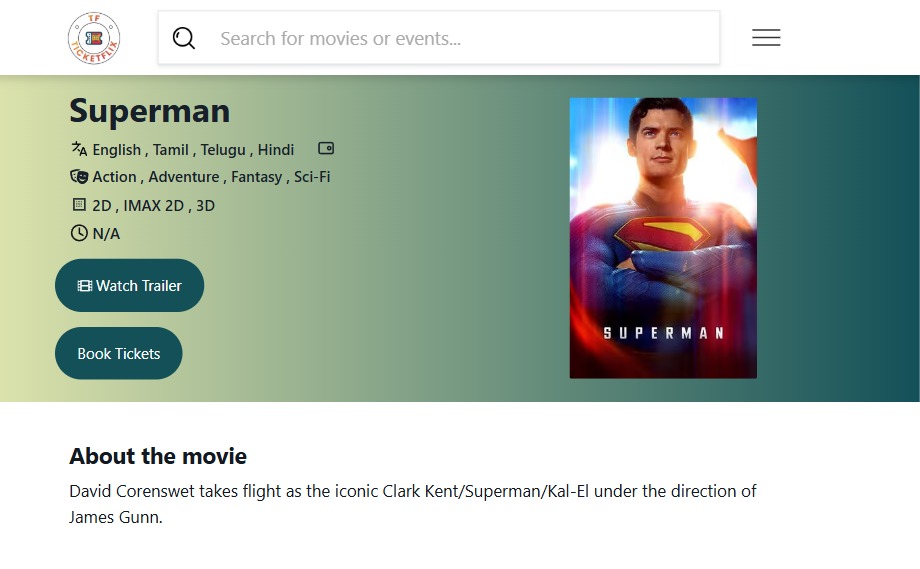 TF
TICKETFLIX
Search for movies or events...
Superman
English , Tamil , Telugu , Hindi
Action , Adventure , Fantasy , Sci-Fi
2D , IMAX 2D , 3D
N/A
Watch Trailer
Book Tickets
SUPERMAN
About the movie
David Corenswet takes flight as the iconic Clark Kent/Superman/Kal-El under the direction of
James Gunn.